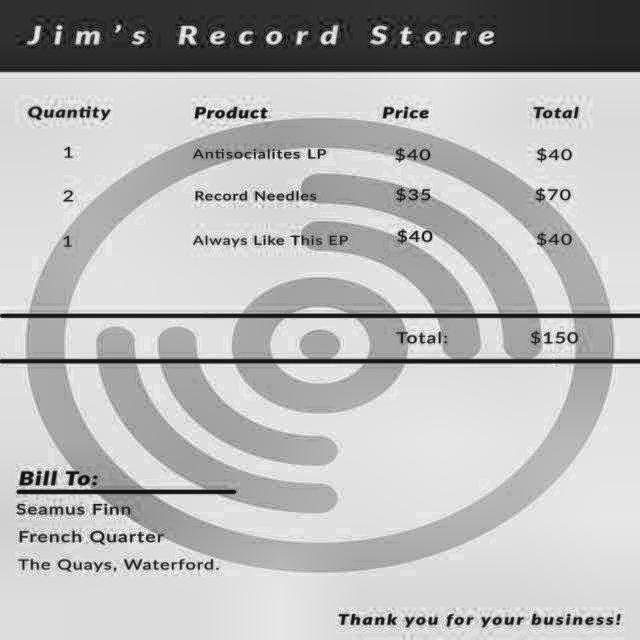 Jim's Record Store
Quantity Product Price Total
1 Antisocialites LP $40 $40
2 Record Needles $35 $70
1 Always Like This EP $40 $40
Total: $150
Bill To:
Seamus Finn
French Quarter
The Quays, Waterford.
Thank you for your business!